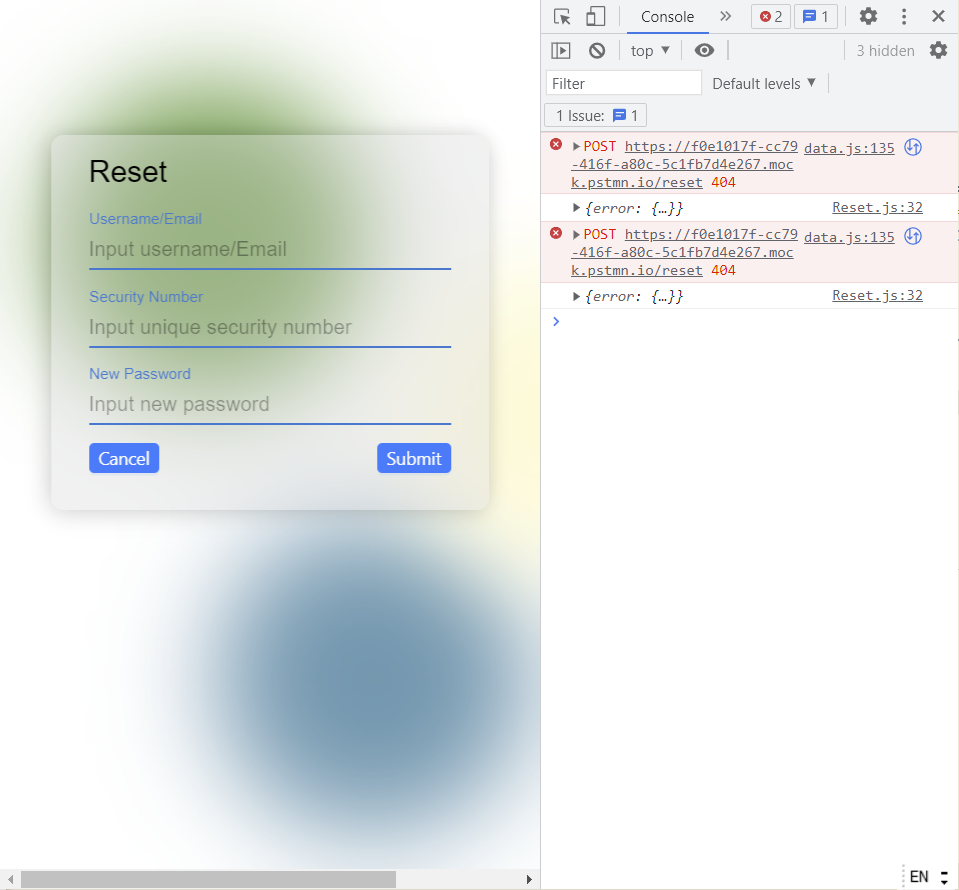 Reset
Username/Email
Input username/Email
Security Number
Input unique security number
New Password
Input new password
Cancel Submit
Console 2 1
top 3 hidden
Filter Default levels
1 Issue: 1
POST https://f0e1017f-cc79 data.js:135
-416f-a80c-5c1fb7d4e267.moc
k.pstmn.io/reset 404
{error: {…}} Reset.js:32
POST https://f0e1017f-cc79 data.js:135
-416f-a80c-5c1fb7d4e267.moc
k.pstmn.io/reset 404
{error: {…}} Reset.js:32
EN